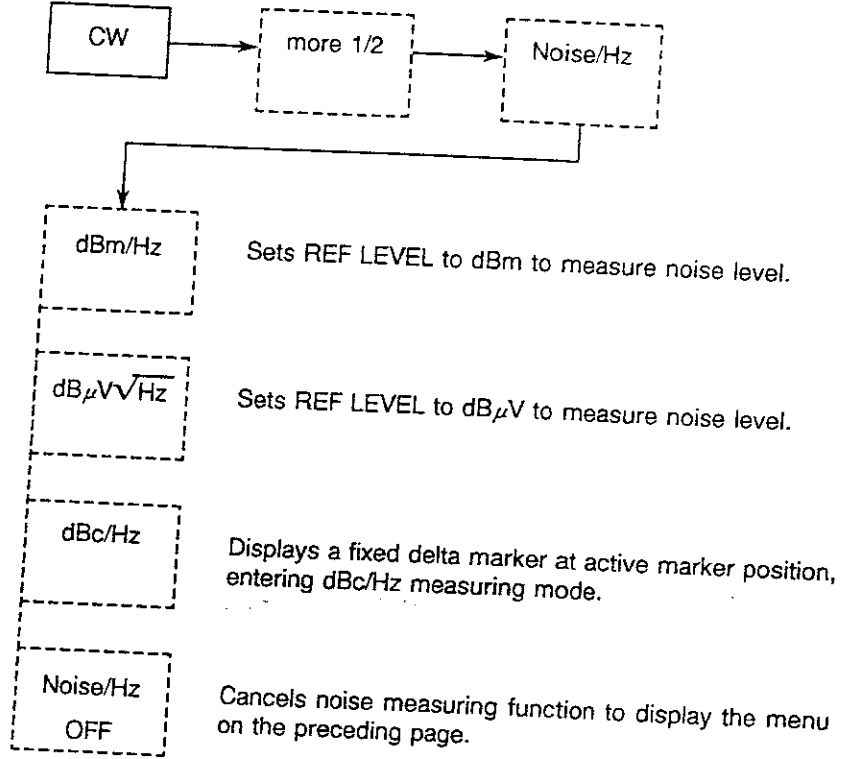 CW
more 1/2
Noise/Hz
dBm/Hz
Sets REF LEVEL to dBm to measure noise level.
dBμV√Hz
Sets REF LEVEL to dBμV to measure noise level.
dBc/Hz
Displays a fixed delta marker at active marker position,
entering dBc/Hz measuring mode.
Noise/Hz
OFF
Cancels noise measuring function to display the menu
on the preceding page.